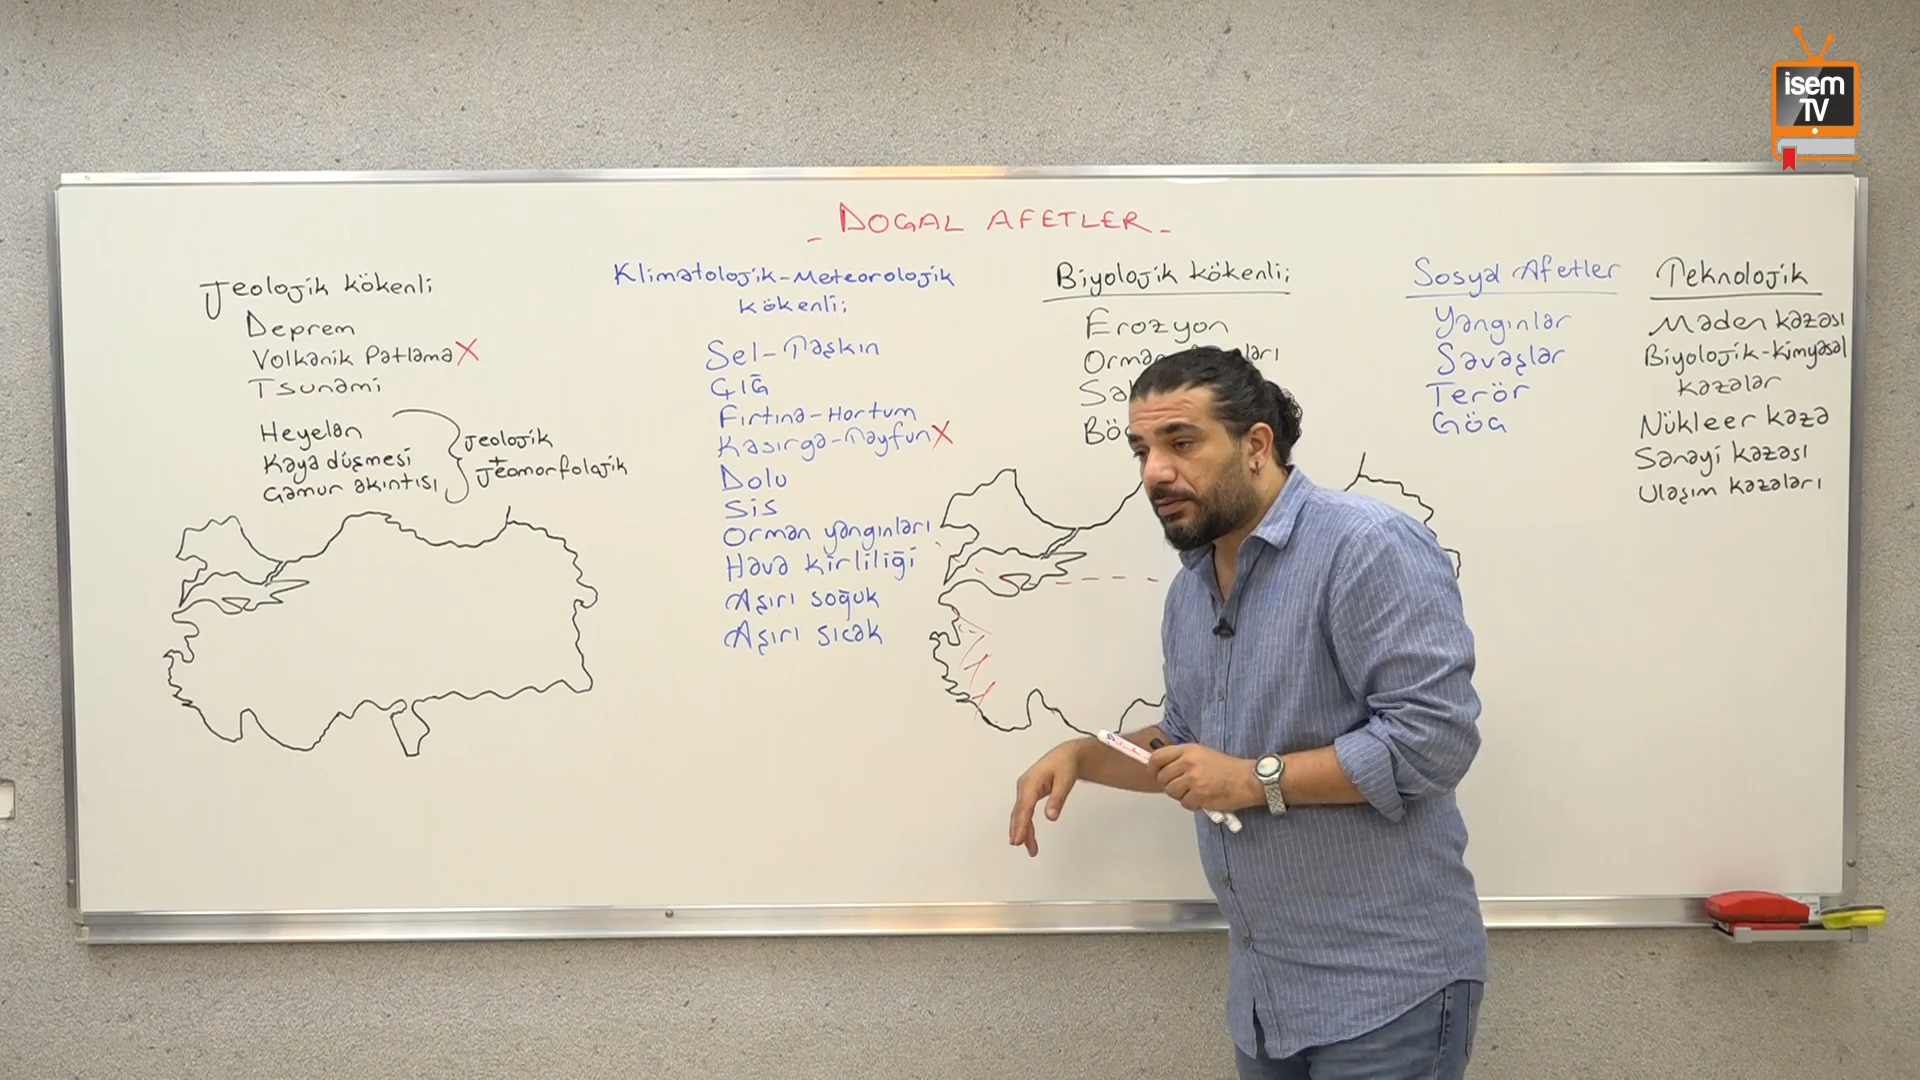 isem
TV
- DOĞAL AFETLER -
Jeolojik kökenli
Deprem
Volkanik Patlama X
Tsunami
Heyelan
Kaya düşmesi
Çamur akıntısı
Jeolojik
+
Jeomorfolojik
Klimatolojik-Meteorolojik
kökenli;
Sel-Taşkın
ÇIĞ
Fırtına-Hortum
Kasırga-Tayfun X
Dolu
Sis
Orman yangınları
Hava kirliliği
Aşırı soğuk
Aşırı sıcak
Biyolojik kökenli;
Erozyon
Sosyal Afetler
Yangınlar
Savaşlar
Terör
Göç
Teknolojik
Maden kazası
Biyolojik-kimyasal
kazalar
Nükleer kaza
Sanayi kazası
Ulaşım kazaları